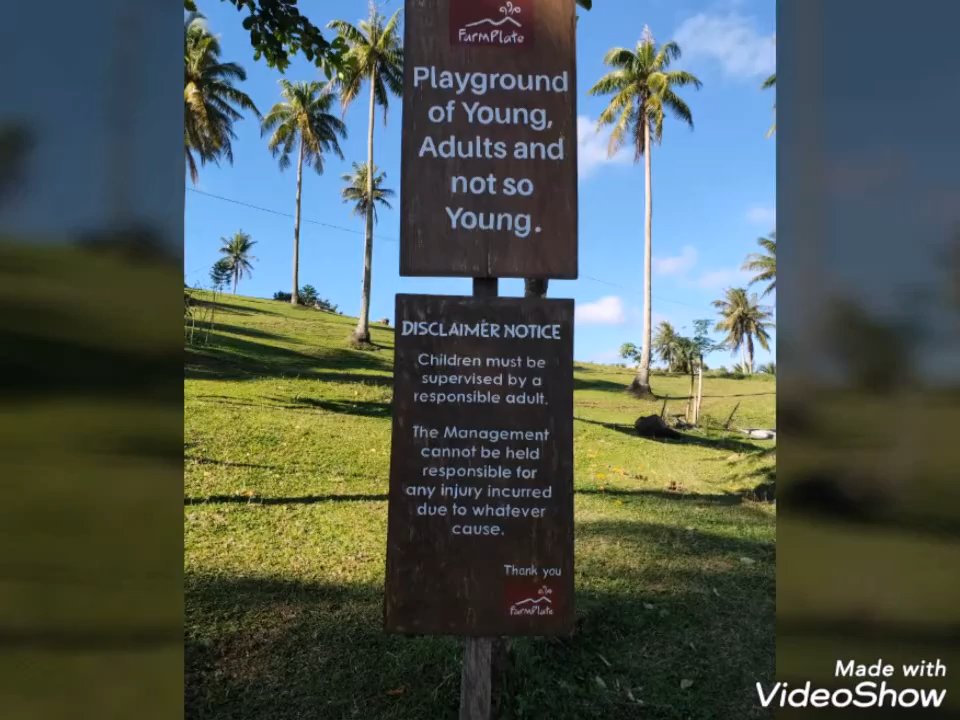 FarmPlate
Playground
of Young,
Adults and
not so
Young.
DISCLAIMER NOTICE
Children must be
supervised by a
responsible adult.
The Management
cannot be held
responsible for
any injury incurred
due to whatever
cause.
Thank you
FarmPlate
Made with
VideoShow